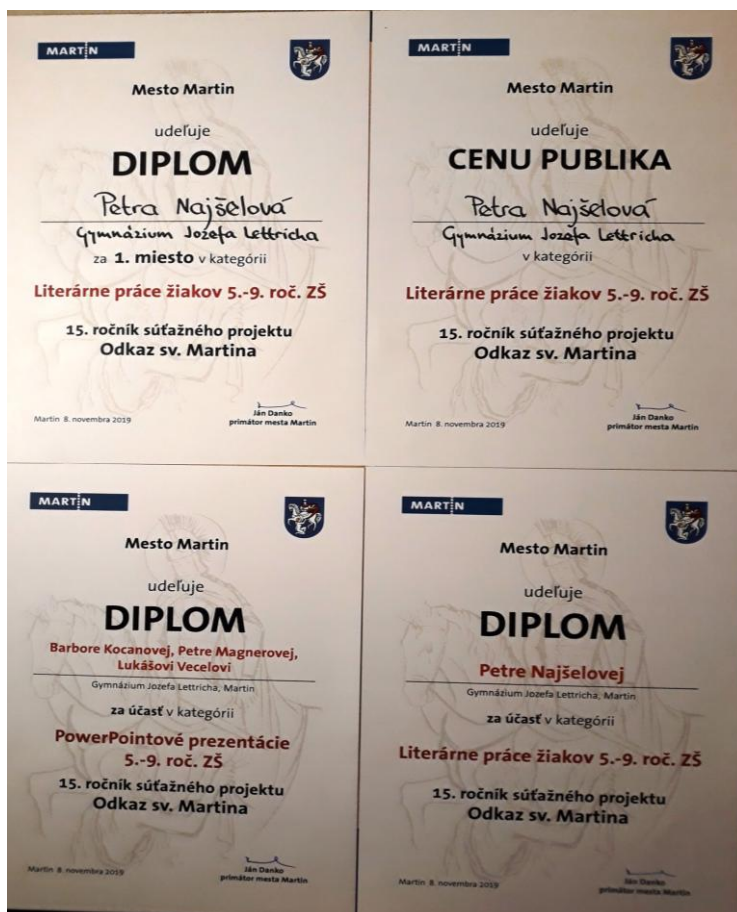 MARTIN
Mesto Martin
udeľuje
DIPLOM
Petra Najšelová
Gymnázium Jozefa Lettricha
za 1. miesto v kategórii
Literárne práce žiakov 5.-9. roč. ZŠ
15. ročník súťažného projektu
Odkaz sv. Martina
Martin 8. novembra 2019
Ján Danko
primátor mesta Martin
MARTIN
Mesto Martin
udeľuje
CENU PUBLIKA
Petra Najšelová
Gymnázium Jozefa Lettricha
v kategórii
Literárne práce žiakov 5.-9. roč. ZŠ
15. ročník súťažného projektu
Odkaz sv. Martina
Martin 8. novembra 2019
Ján Danko
primátor mesta Martin
MARTIN
Mesto Martin
udeľuje
DIPLOM
Barbore Kocanovej, Petre Magnerovej,
Lukášovi Vecelovi
Gymnázium Jozefa Lettricha, Martin
za účasť v kategórii
PowerPointové prezentácie
5.-9. roč. ZŠ
15. ročník súťažného projektu
Odkaz sv. Martina
Martin 8. novembra 2019
Ján Danko
primátor mesta Martin
MARTIN
Mesto Martin
udeľuje
DIPLOM
Petre Najšelovej
Gymnázium Jozefa Lettricha, Martin
za účasť v kategórii
Literárne práce žiakov 5.-9. roč. ZŠ
15. ročník súťažného projektu
Odkaz sv. Martina
Martin 8. novembra 2019
Ján Danko
primátor mesta Martin